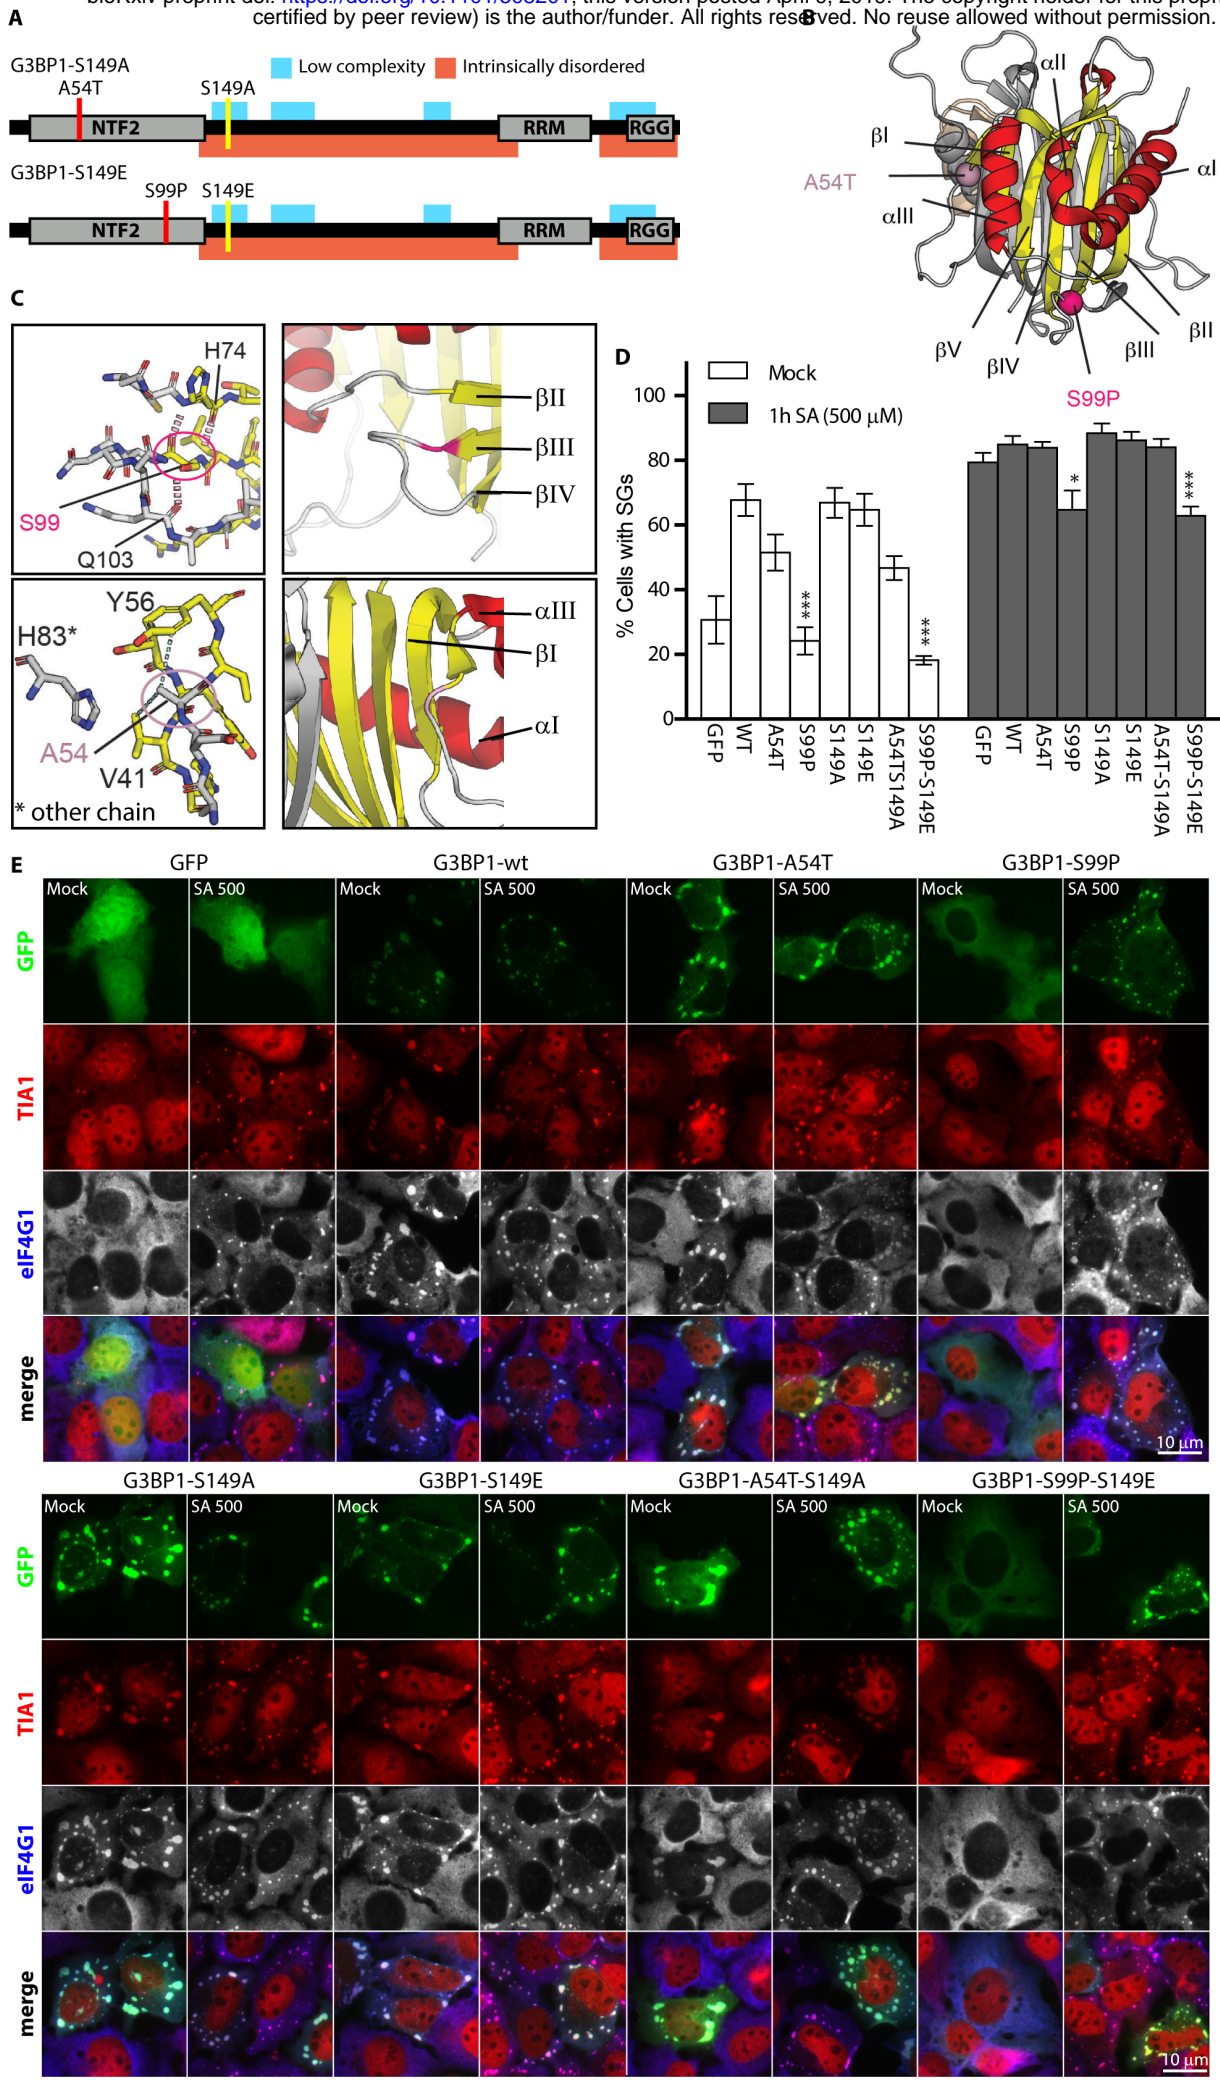 certified by peer review) is the author/funder. All rights reserved. No reuse allowed without permission.
A
B
G3BP1-S149A
Low complexity
Intrinsically disordered
A54T
S149A
NTF2
RRM
RGG
G3BP1-S149E
S99P
S149E
NTF2
RRM
RGG
αII
βI
A54T
αI
αIII
βII
βV
βIV
βIII
S99P
C
H74
S99
Q103
βII
βIII
βIV
Y56
H83*
A54
V41
* other chain
αIII
βI
αI
D
Mock
1h SA (500 μM)
% Cells with SGs
100
80
60
40
20
0
***
***
*
***
GFP
WT
A54T
S99P
S149A
S149E
A54TS149A
S99P-S149E
GFP
WT
A54T
S99P
S149A
S149E
A54T-S149A
S99P-S149E
E
GFP
G3BP1-wt
G3BP1-A54T
G3BP1-S99P
Mock
SA 500
Mock
SA 500
Mock
SA 500
Mock
SA 500
GFP
TIA1
eIF4G1
merge
10 μm
G3BP1-S149A
G3BP1-S149E
G3BP1-A54T-S149A
G3BP1-S99P-S149E
Mock
SA 500
Mock
SA 500
Mock
SA 500
Mock
SA 500
GFP
TIA1
eIF4G1
merge
10 μm